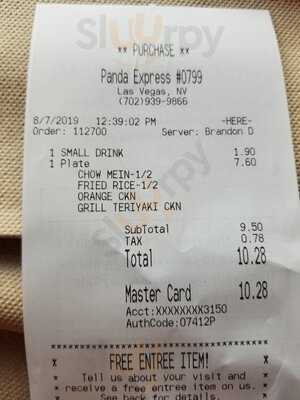 ** PURCHASE **
Panda Express #0799
Las Vegas, NV
(702)939-9866
8/7/2019 12:39:02 PM -HERE-
Order: 112700 Server: Brandon D
1 SMALL DRINK 1.90
1 Plate 7.60
CHOW MEIN-1/2
FRIED RICE-1/2
ORANGE CKN
GRILL TERIYAKI CKN
SubTotal 9.50
TAX 0.78
Total 10.28
Master Card 10.28
Acct:XXXXXXXX3150
AuthCode:07412P
* FREE ENTREE ITEM! *
* Tell us about your visit and *
* receive a free entree item on us. *
* See back for details. *